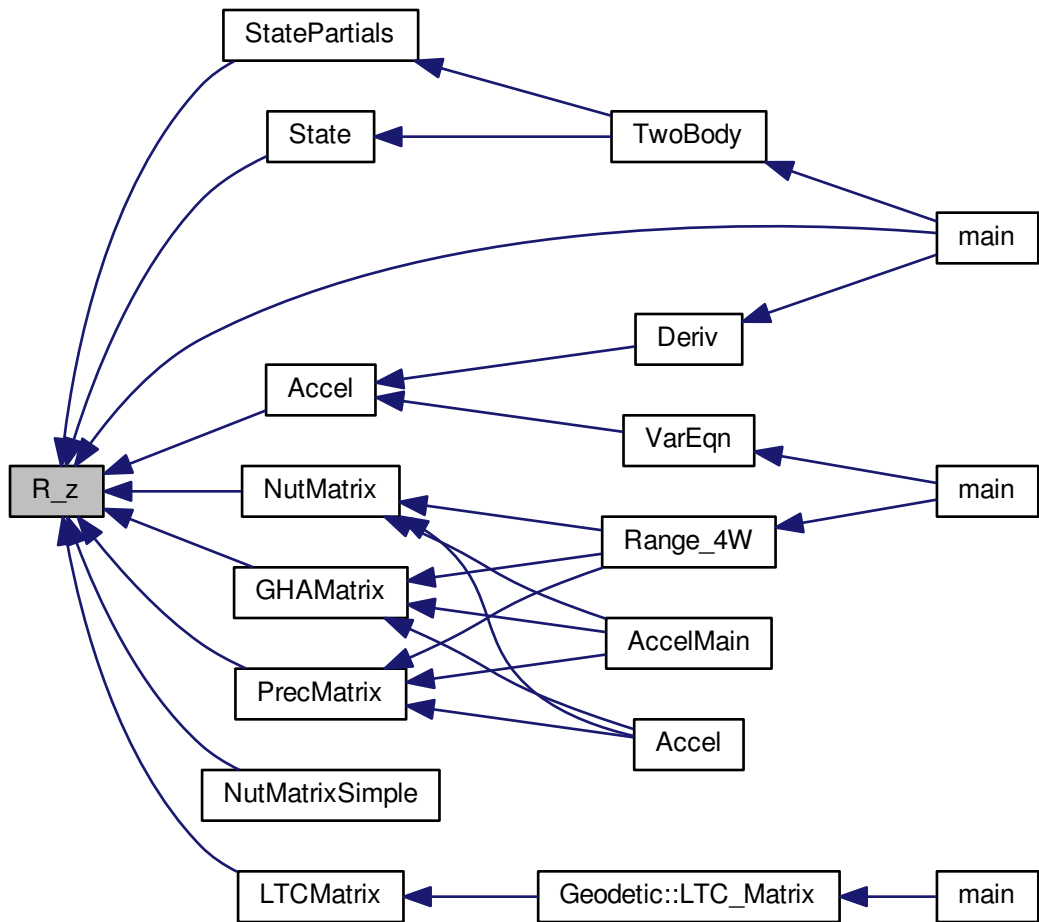 StatePartials
State
TwoBody
main
Deriv
Accel
VarEqn
R_z
NutMatrix
main
Range_4W
GHAMatrix
AccelMain
PrecMatrix
Accel
NutMatrixSimple
LTCMatrix
Geodetic::LTC_Matrix
main